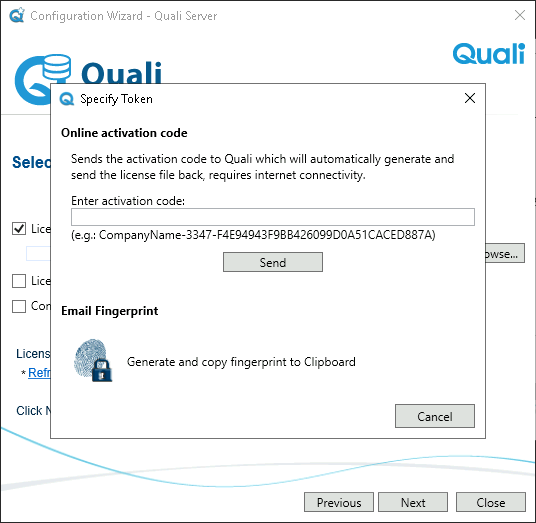 Configuration Wizard - Quali Server
Quali
Quali
Specify Token
Online activation code
Selec
Sends the activation code to Quali which will automatically generate and
send the license file back, requires internet connectivity.
Enter activation code:
Lice
(e.g.: CompanyName-3347-F4E94943F9BB426099D0A51CACED887A)
owse...
Send
Lice
Con
Email Fingerprint
Licens
Generate and copy fingerprint to Clipboard
* Refr
Click N
Cancel
Previous
Next
Close